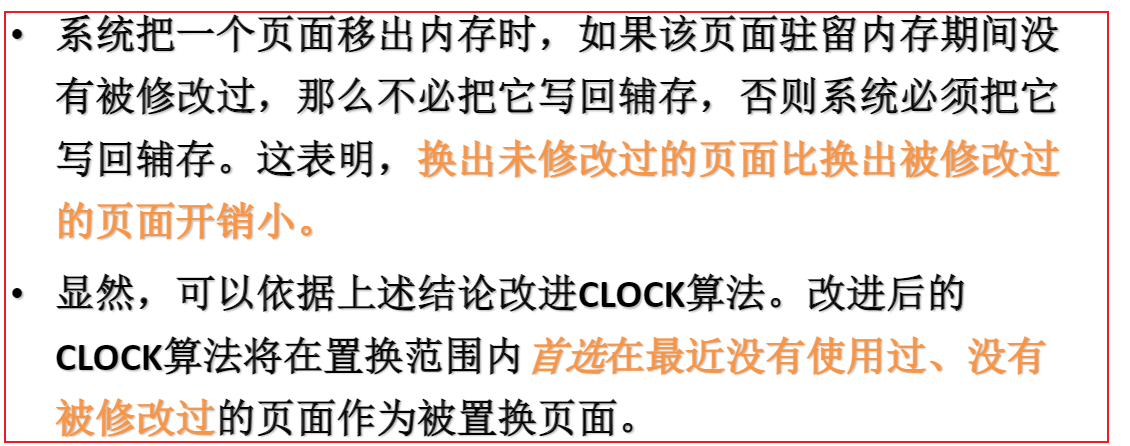 • 系统把一个页面移出内存时，如果该页面驻留内存期间没
有被修改过，那么不必把它写回辅存，否则系统必须把它
写回辅存。这表明，换出未修改过的页面比换出被修改过
的页面开销小。
• 显然，可以依据上述结论改进CLOCK算法。改进后的
CLOCK算法将在置换范围内首选在最近没有使用过、没有
被修改过的页面作为被置换页面。